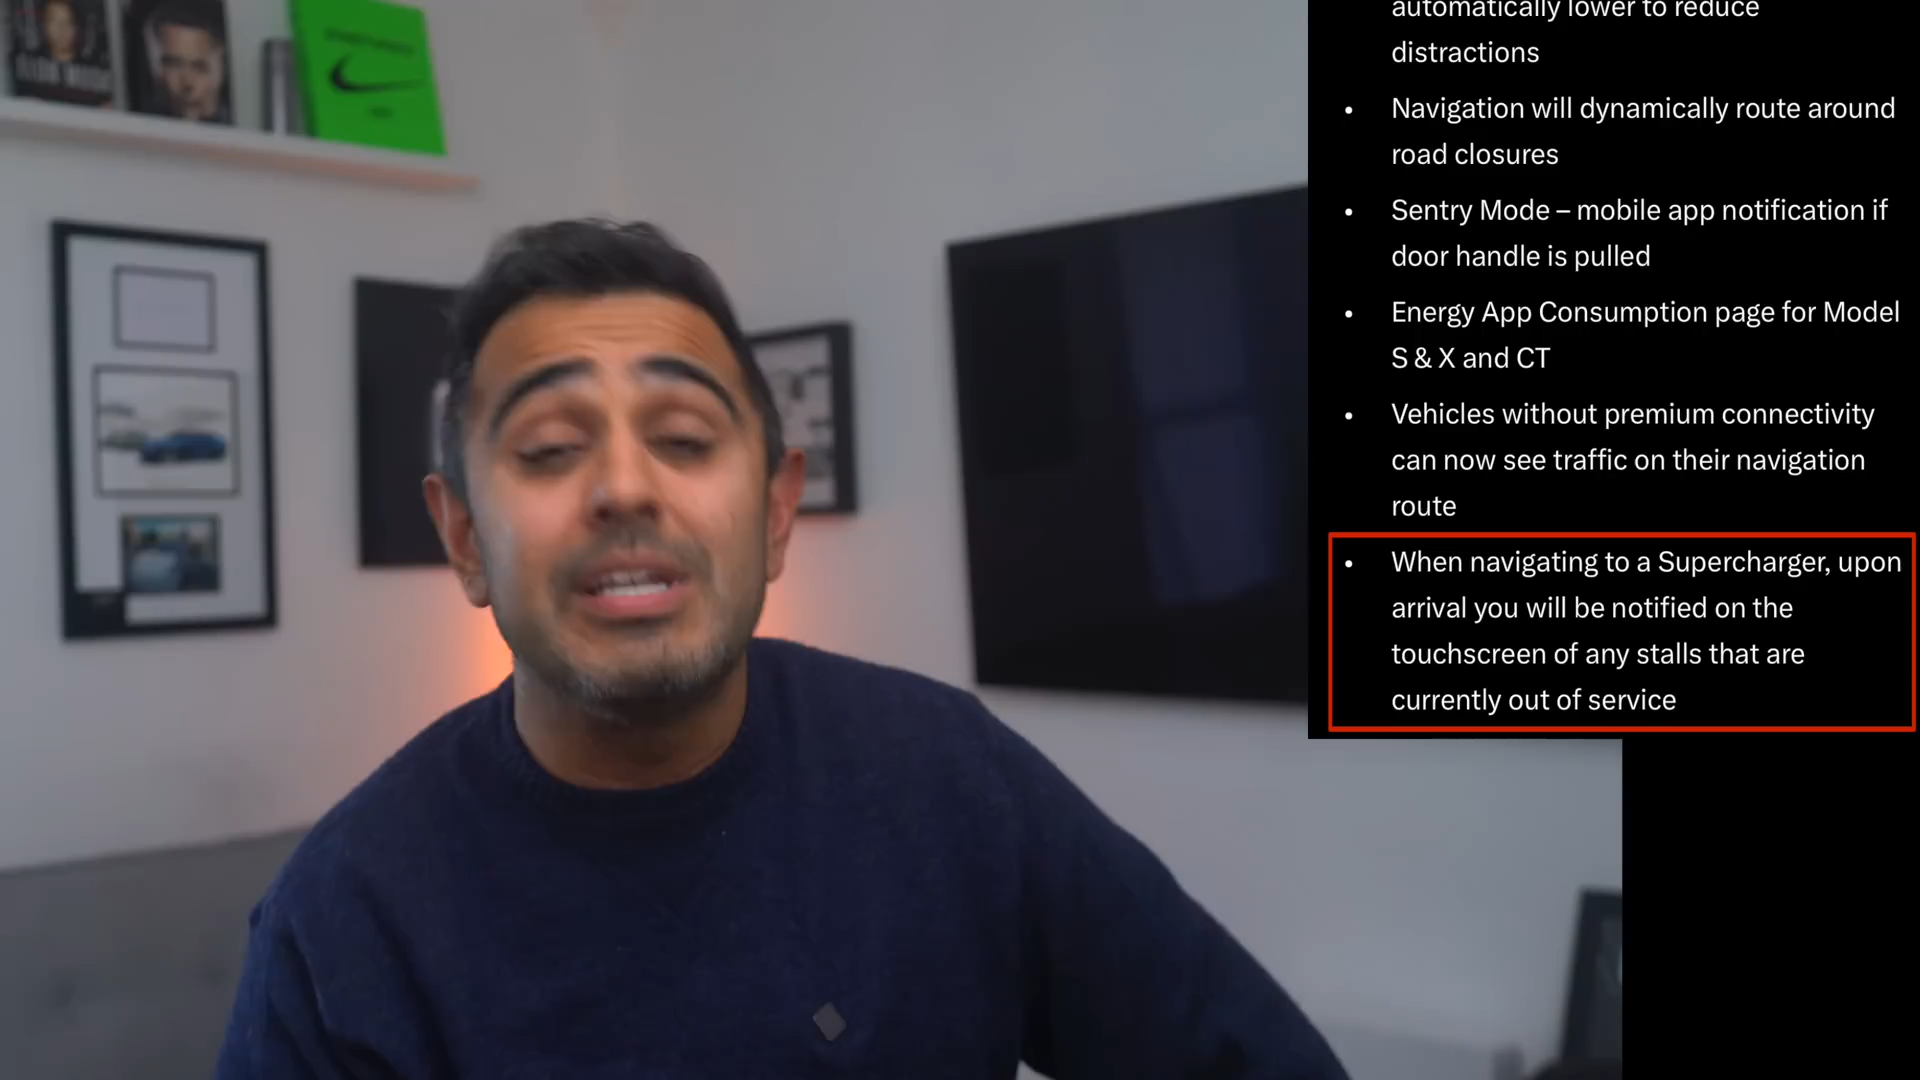 automatically lower to reduce
distractions
• Navigation will dynamically route around
road closures
• Sentry Mode – mobile app notification if
door handle is pulled
• Energy App Consumption page for Model
S & X and CT
• Vehicles without premium connectivity
can now see traffic on their navigation
route
• When navigating to a Supercharger, upon
arrival you will be notified on the
touchscreen of any stalls that are
currently out of service